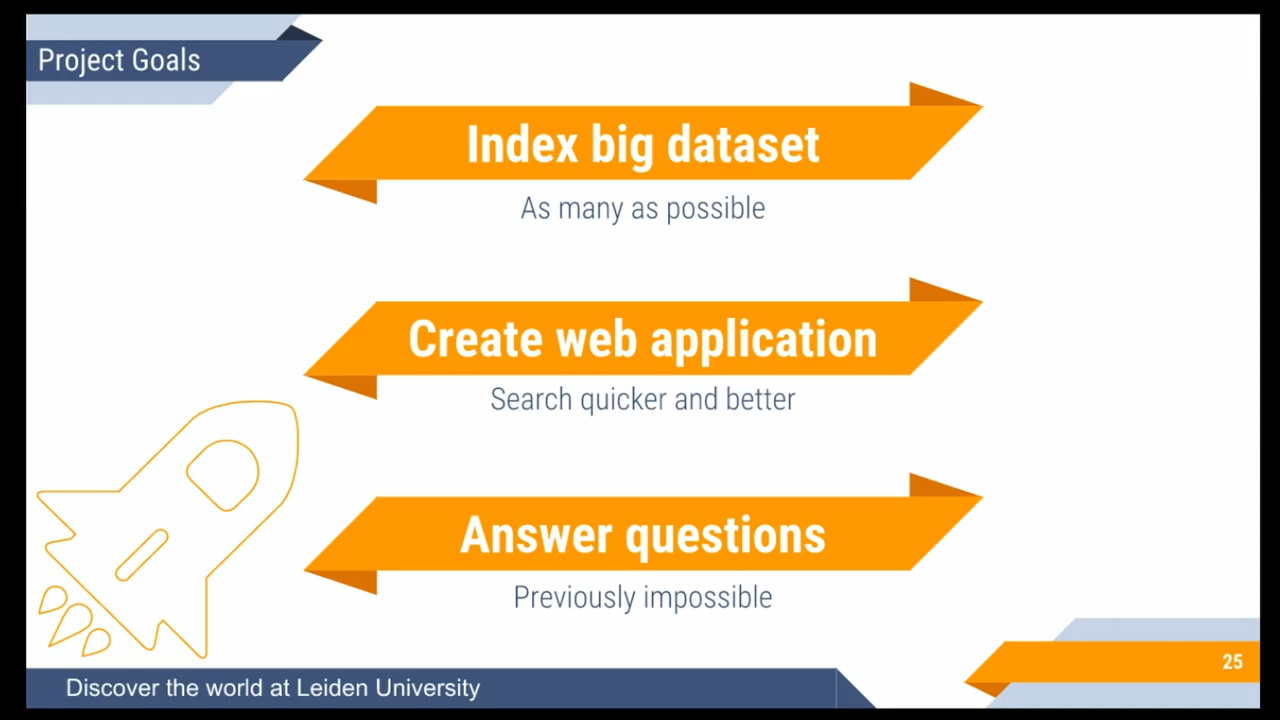 Project Goals
Index big dataset
As many as possible
Create web application
Search quicker and better
Answer questions
Previously impossible
25
Discover the world at Leiden University